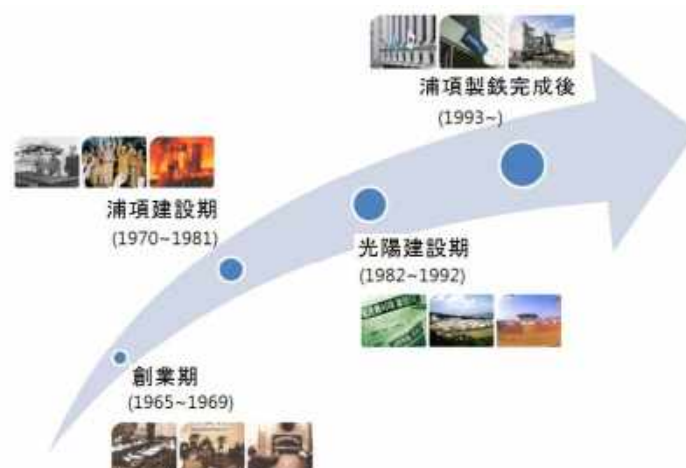 浦項製鉄完成後
(1993~)
浦項建設期
(1970~1981)
光陽建設期
(1982~1992)
創業期
(1965~1969)